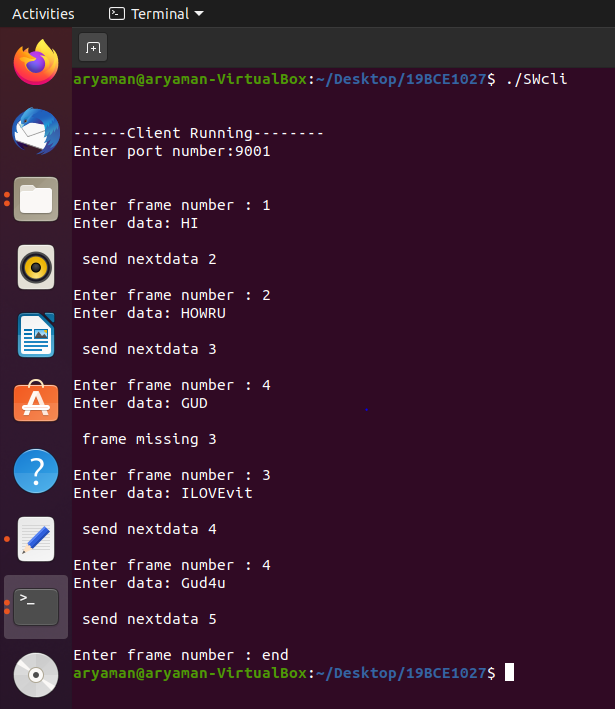 Activities
Terminal
aryaman@aryaman-VirtualBox:~/Desktop/19BCE1027$ ./SWcli
------Client Running--------
Enter port number:9001
Enter frame number : 1
Enter data: HI
send nextdata 2
Enter frame number : 2
Enter data: HOWRU
send nextdata 3
Enter frame number : 4
Enter data: GUD
frame missing 3
Enter frame number : 3
Enter data: ILOVEvit
send nextdata 4
Enter frame number : 4
Enter data: Gud4u
send nextdata 5
Enter frame number : end
aryaman@aryaman-VirtualBox:~/Desktop/19BCE1027$